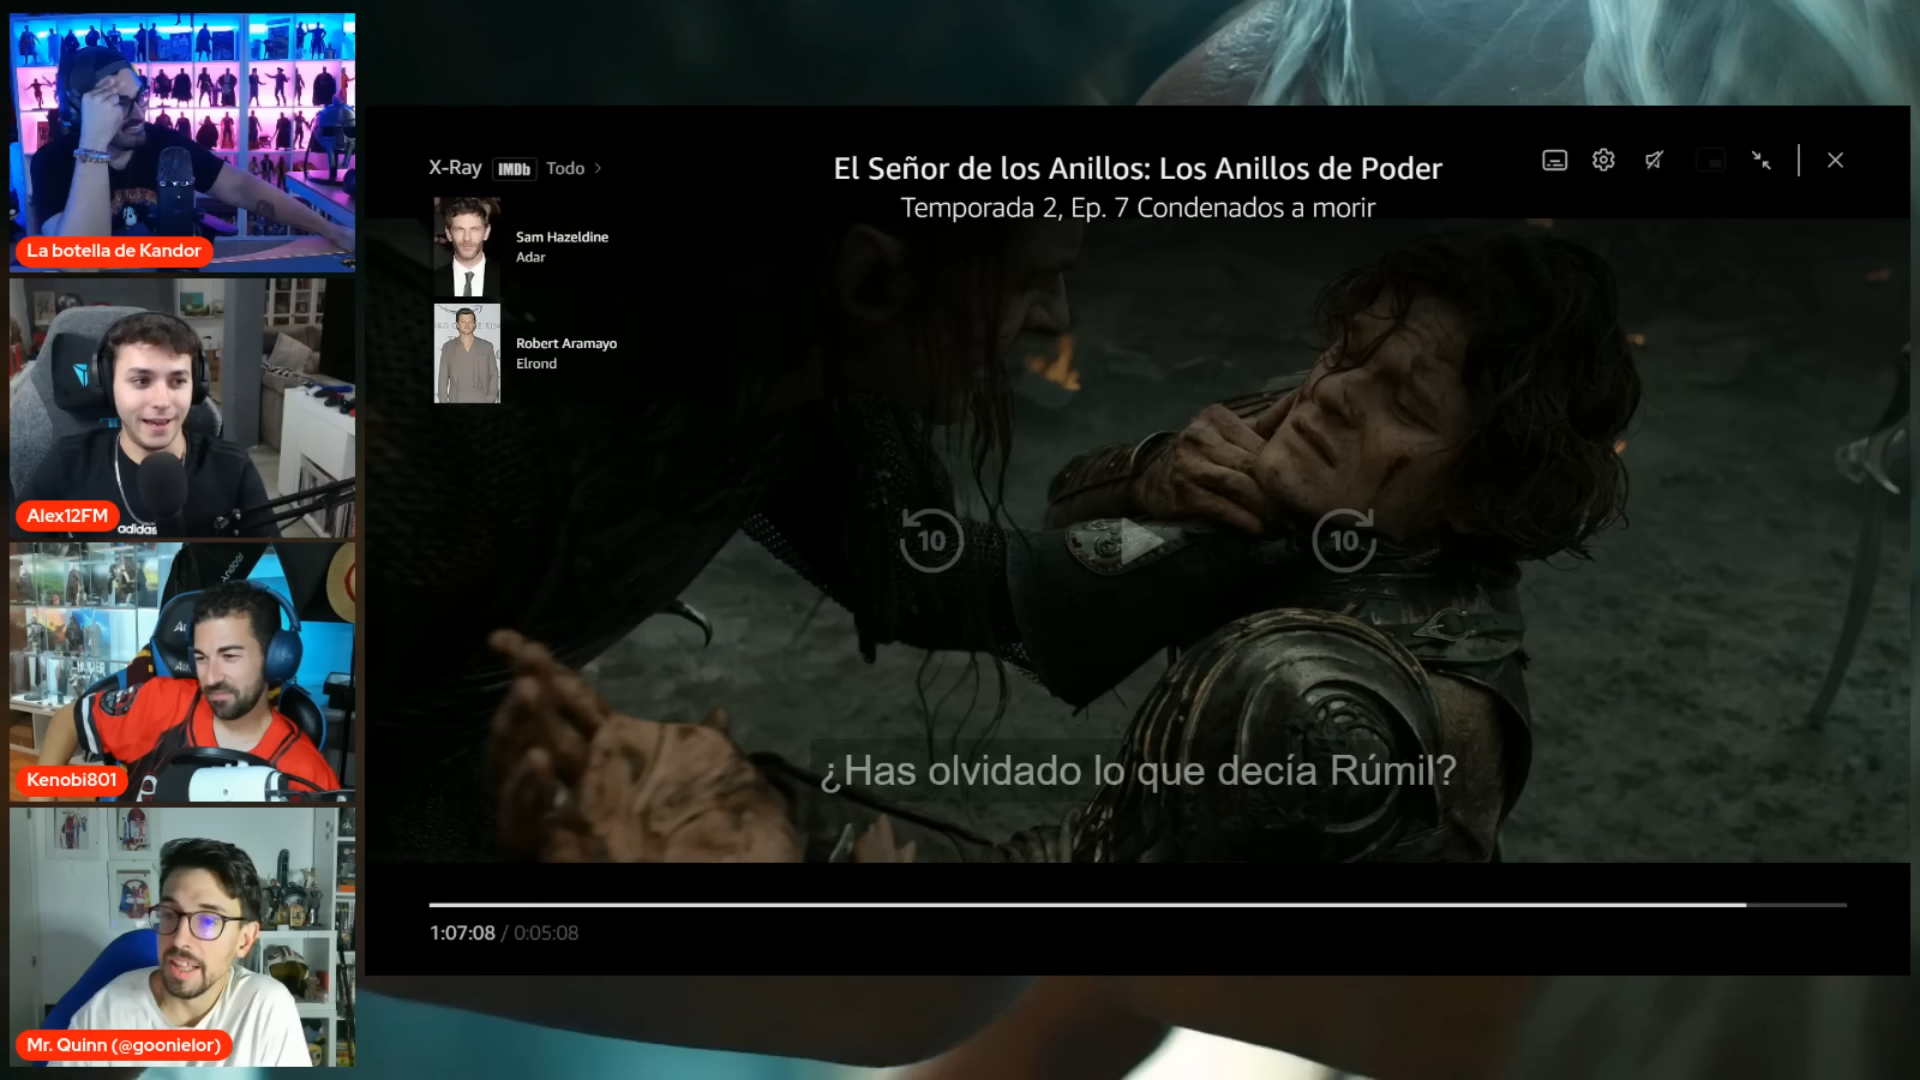 La botella de Kandor
Alex12FM
adidas
Andor
Kenobi801
Mr. Quinn (@goonielor)
X-Ray IMDb Todo >
Sam Hazeldine
Adar
Robert Aramayo
Elrond
El Señor de los Anillos: Los Anillos de Poder
Temporada 2, Ep. 7 Condenados a morir
10
10
¿Has olvidado lo que decía Rúmil?
1:07:08 / 0:05:08